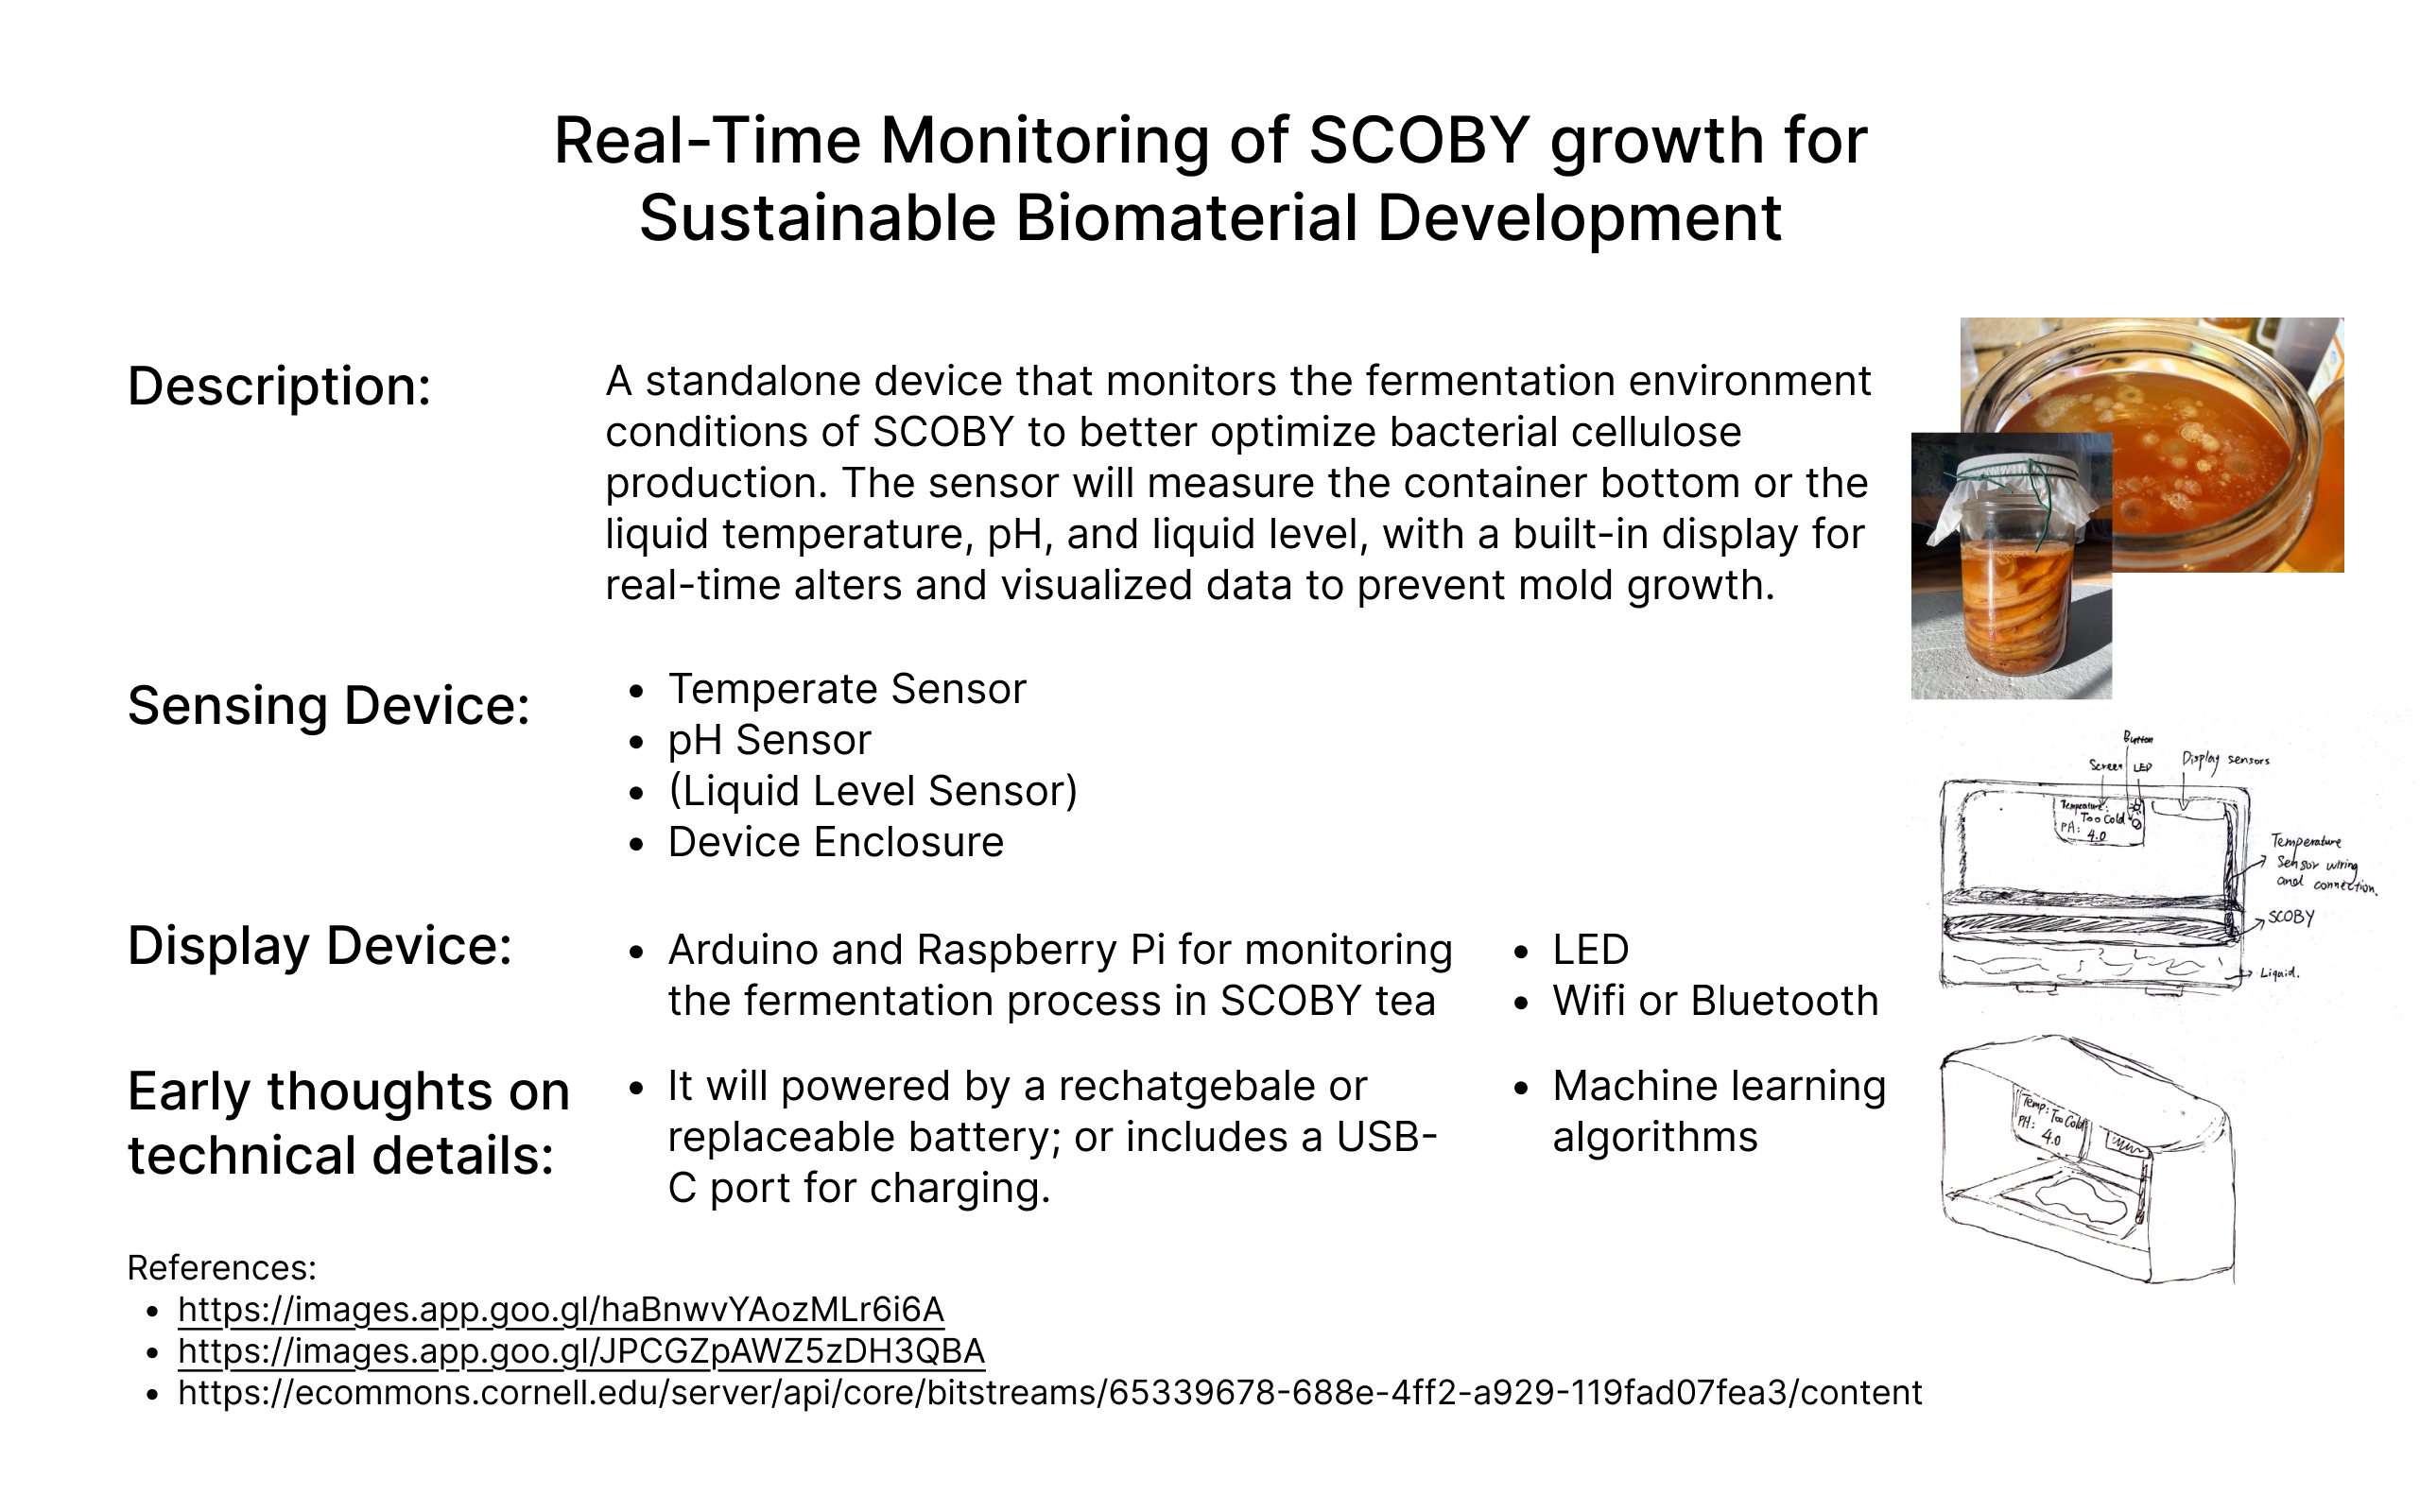 Real-Time Monitoring of SCOBY growth for
Sustainable Biomaterial Development
Description:
A standalone device that monitors the fermentation environment
conditions of SCOBY to better optimize bacterial cellulose
production. The sensor will measure the container bottom or the
liquid temperature, pH, and liquid level, with a built-in display for
real-time alters and visualized data to prevent mold growth.
Sensing Device:
• Temperate Sensor
• pH Sensor
• (Liquid Level Sensor)
• Device Enclosure
Button
Screen LED
Display sensors
Temperature:
Too Cold
PH:
4.0
Temperature
Sensor wiring
and connection.
SCOBY
Liquid.
Display Device:
• Arduino and Raspberry Pi for monitoring
the fermentation process in SCOBY tea
• LED
• Wifi or Bluetooth
Early thoughts on
technical details:
• It will powered by a rechatgebale or
replaceable battery; or includes a USB-
C port for charging.
• Machine learning
algorithms
Temp: Too Cold
PH:
4.0
References:
• https://images.app.goo.gl/haBnwvYAozMLr6i6A
• https://images.app.goo.gl/JPCGZpAWZ5zDH3QBA
• https://ecommons.cornell.edu/server/api/core/bitstreams/65339678-688e-4ff2-a929-119fad07fea3/content